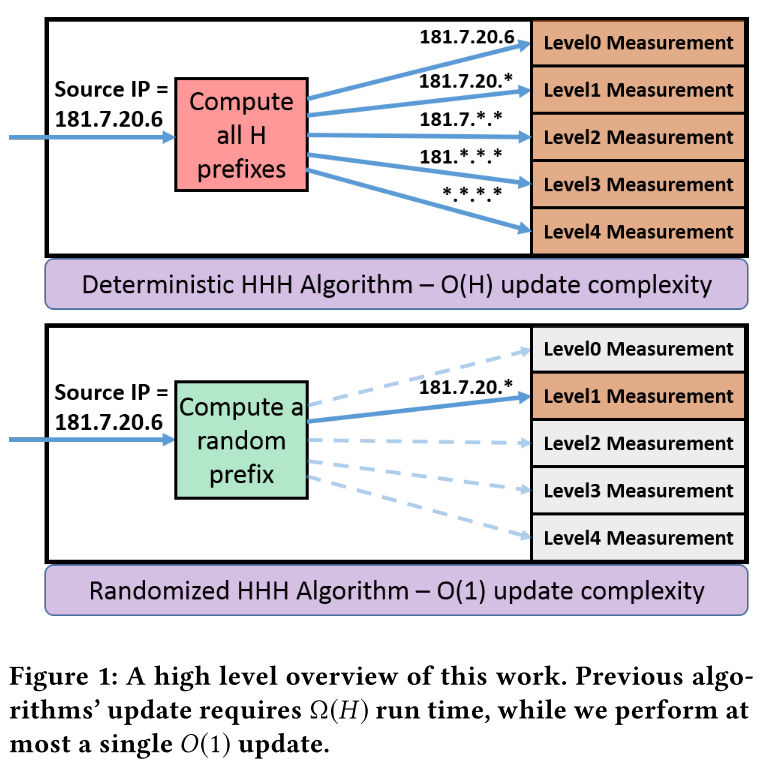 Source IP =
181.7.20.6
Compute
all H
prefixes
181.7.20.6
181.7.20.*
181.7.*.*
181.*.*.*
*.*.*.*
Level0 Measurement
Level1 Measurement
Level2 Measurement
Level3 Measurement
Level4 Measurement
Deterministic HHH Algorithm – O(H) update complexity
Source IP =
181.7.20.6
Compute a
random
prefix
181.7.20.*
Level0 Measurement
Level1 Measurement
Level2 Measurement
Level3 Measurement
Level4 Measurement
Randomized HHH Algorithm – O(1) update complexity
Figure 1: A high level overview of this work. Previous algo-
rithms’ update requires Ω(H) run time, while we perform at
most a single O(1) update.